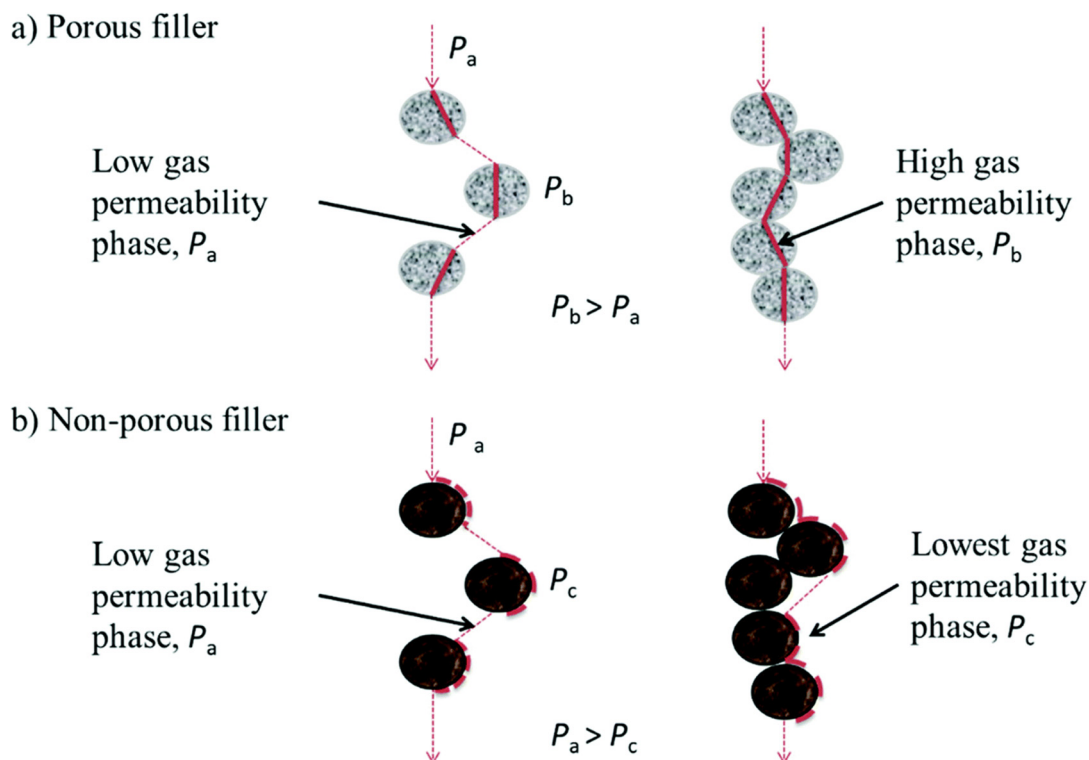 a) Porous filler
Pa
Low gas
permeability
phase, Pa
Pb
High gas
permeability
phase, Pb
Pb > Pa
b) Non-porous filler
P a
Low gas
permeability
phase, Pa
Pc
Lowest gas
permeability
phase, Pc
Pa > Pc